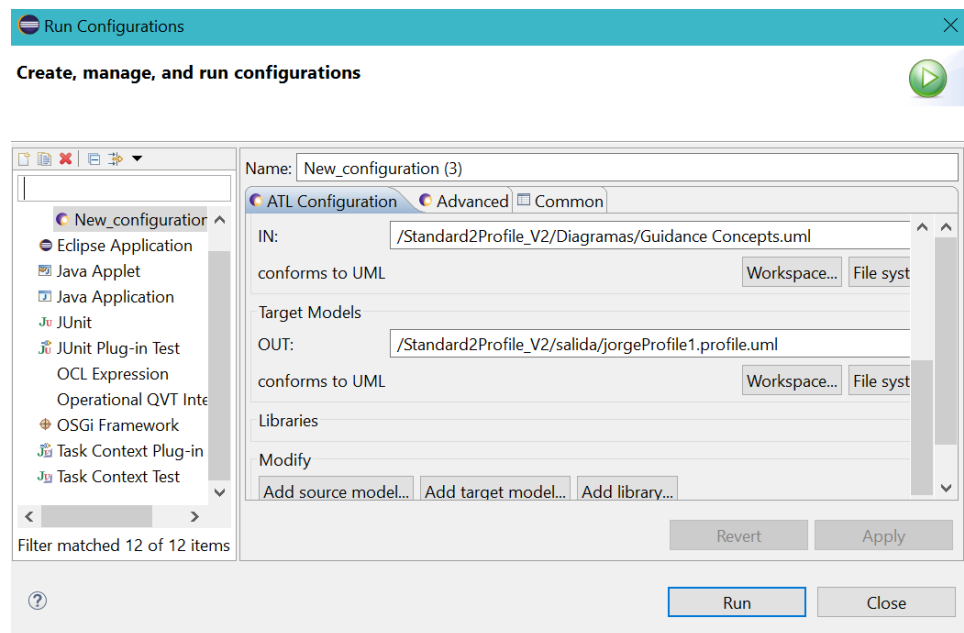 Run Configurations
Create, manage, and run configurations
New_configuration
Eclipse Application
Java Applet
Java Application
JUnit
JUnit Plug-in Test
OCL Expression
Operational QVT Inte
OSGi Framework
Task Context Plug-in
Task Context Test
Filter matched 12 of 12 items
Name: New_configuration (3)
ATL Configuration Advanced Common
IN: /Standard2Profile_V2/Diagramas/Guidance Concepts.uml
conforms to UML Workspace... File syst
Target Models
OUT: /Standard2Profile_V2/salida/jorgeProfile1.profile.uml
conforms to UML Workspace... File syst
Libraries
Modify
Add source model... Add target model... Add library...
Revert Apply
Run Close